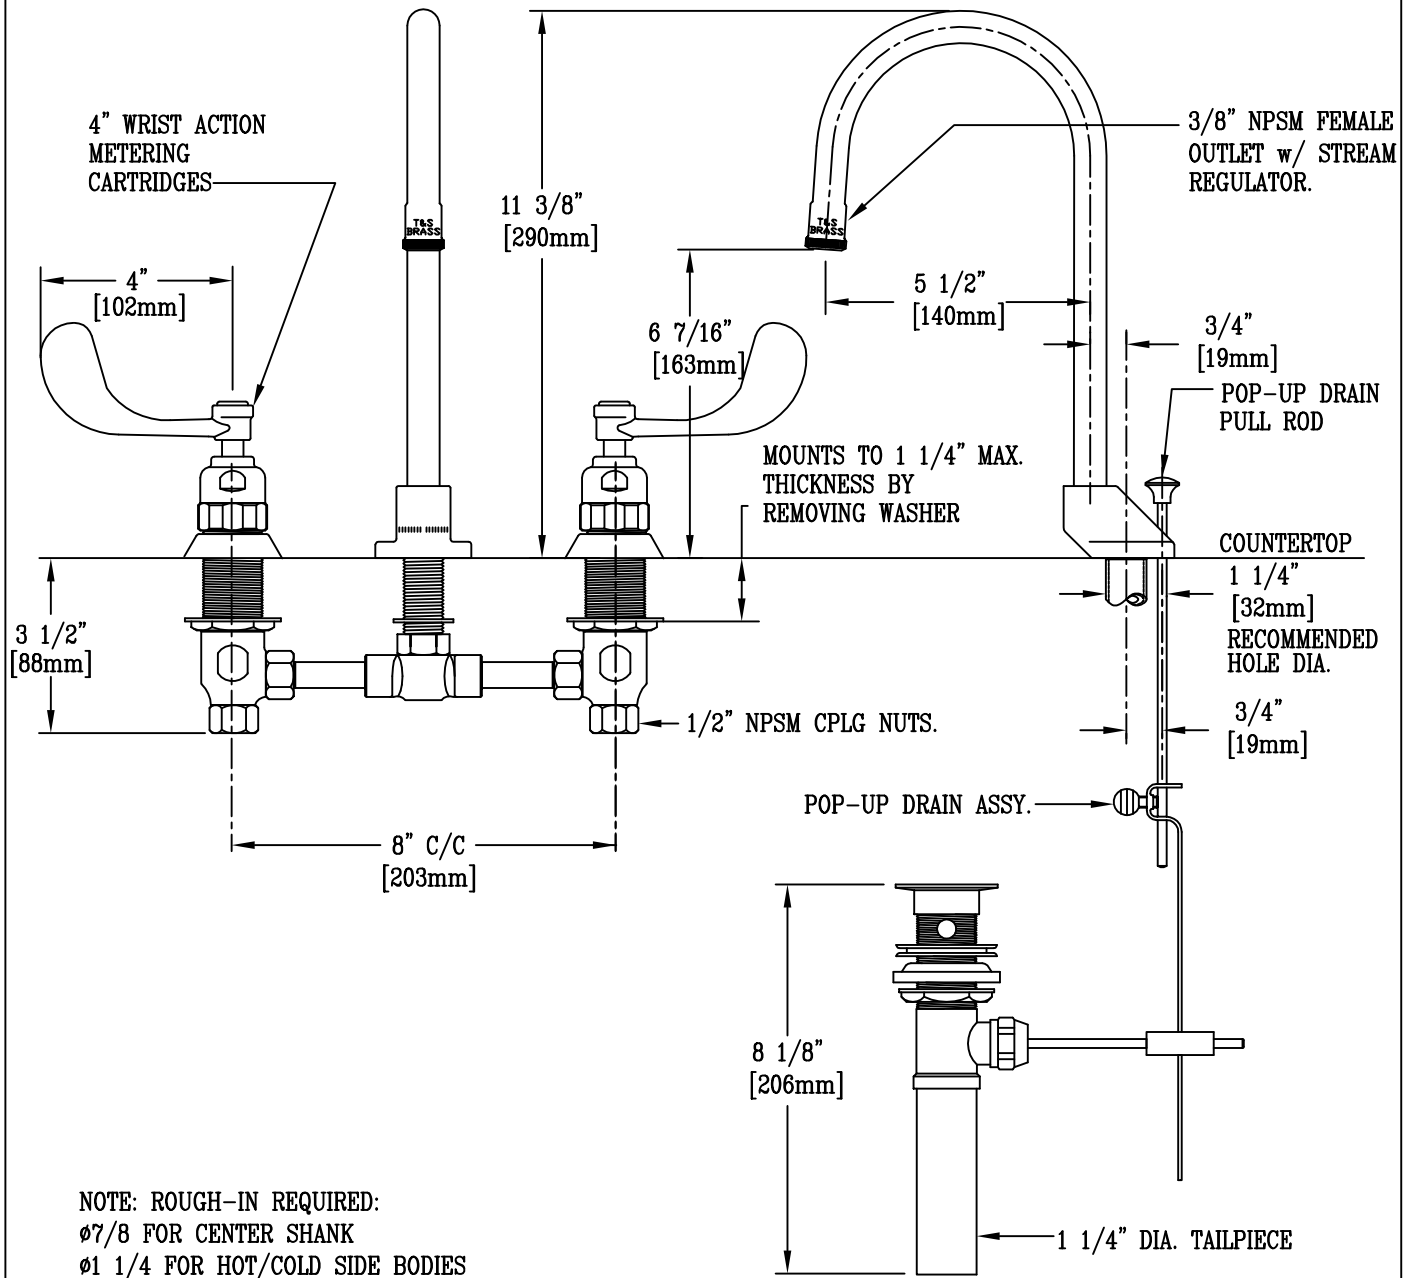 4" WRIST ACTION
METERING
CARTRIDGES
4"
[102mm]
T&S
BRASS
11 3/8"
[290mm]
T&S
BRASS
3/8" NPSM FEMALE
OUTLET w/ STREAM
REGULATOR.
5 1/2"
[140mm]
6 7/16"
[163mm]
3/4"
[19mm]
POP-UP DRAIN
PULL ROD
MOUNTS TO 1 1/4" MAX.
THICKNESS BY
REMOVING WASHER
COUNTERTOP
1 1/4"
[32mm]
RECOMMENDED
HOLE DIA.
3 1/2"
[88mm]
1/2" NPSM CPLG NUTS.
3/4"
[19mm]
POP-UP DRAIN ASSY.
8" C/C
[203mm]
8 1/8"
[206mm]
1 1/4" DIA. TAILPIECE
NOTE: ROUGH-IN REQUIRED:
ø7/8 FOR CENTER SHANK
ø1 1/4 FOR HOT/COLD SIDE BODIES